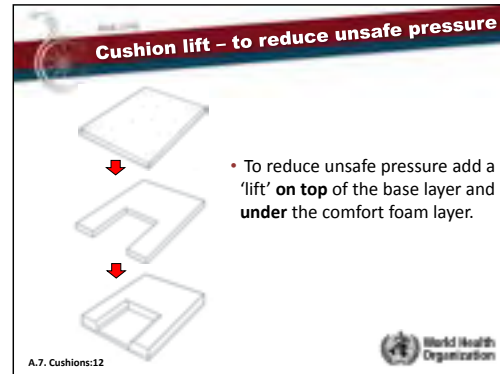 Cushion lift – to reduce unsafe pressure
• To reduce unsafe pressure add a
‘lift’ on top of the base layer and
under the comfort foam layer.
A.7. Cushions:12
World Health
Organization